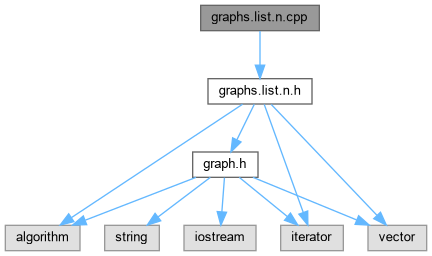 graphs.list.n.cpp
graphs.list.n.h
graph.h
algorithm
string
iostream
iterator
vector